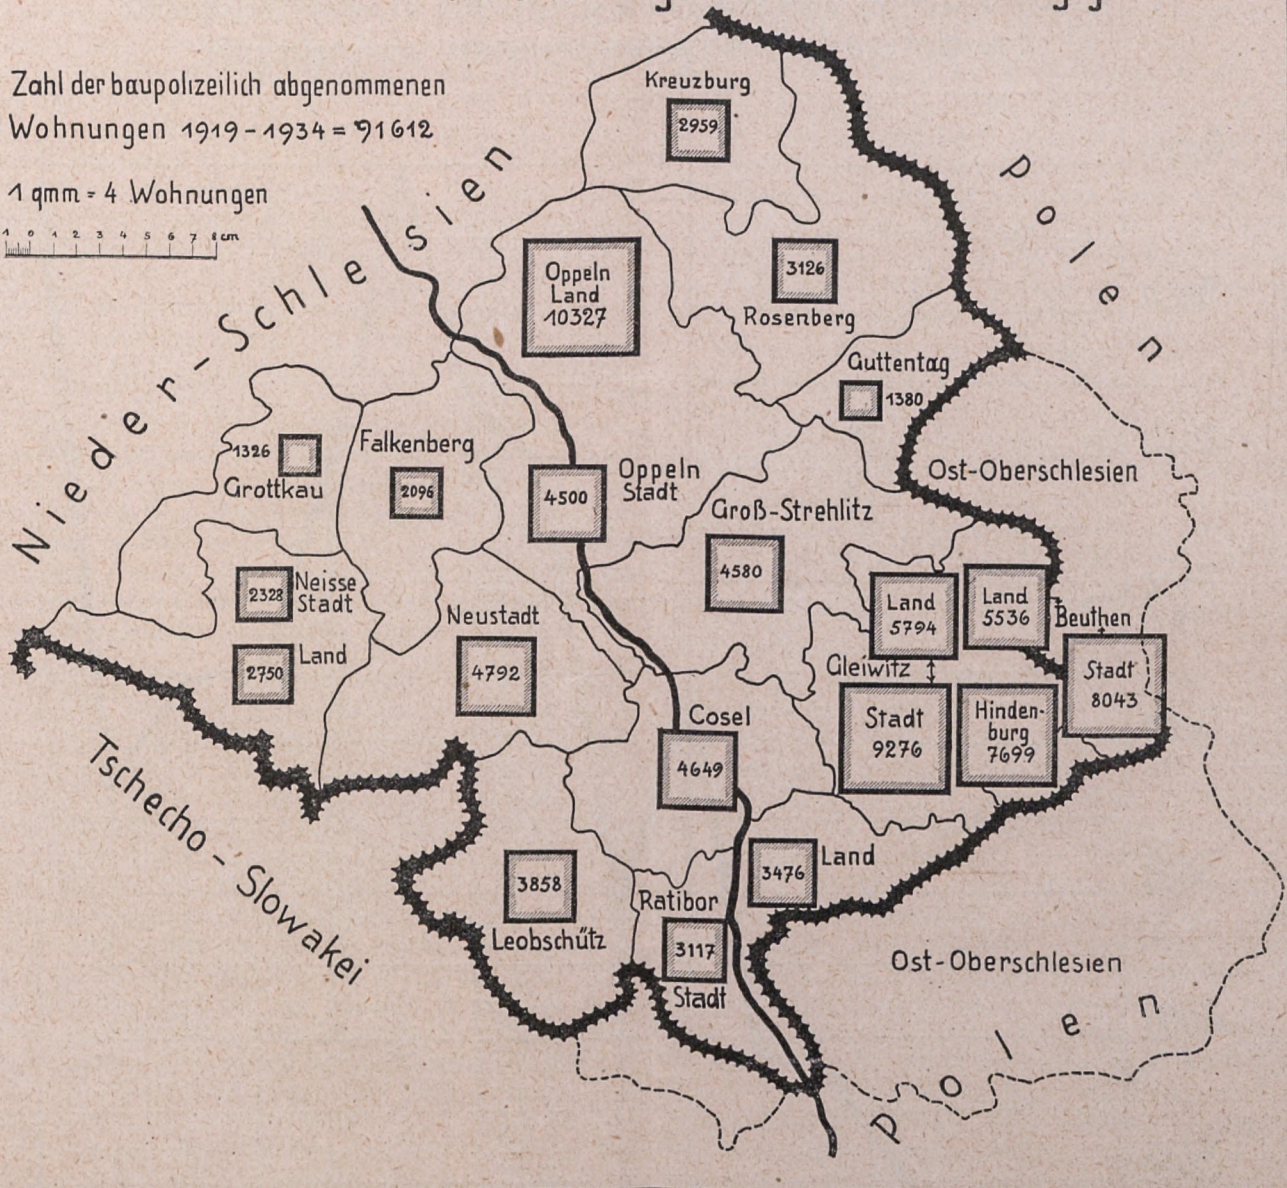 Zahl der baupolizeilich abgenommenen
Wohnungen 1919-1934 = 91612
1 qmm = 4 Wohnungen
1 0 1 2 3 4 5 6 7 8 cm
Nieder-Schlesien
Polen
Kreuzburg
2959
Oppeln
Land
10327
3126
Rosenberg
Guttentag
1380
1326
Grottkau
Falkenberg
2096
4500
Oppeln
Stadt
Ost-Oberschlesien
Groß-Strehlitz
4580
2328
Neisse
Stadt
2750
Land
Neustadt
4792
Land
5794
Land
5536
Beuthen
Gleiwitz
Stadt
8043
Stadt
9276
Hinden-
burg
7699
Cosel
4649
Tschecho-Slowakei
3858
Leobschütz
3476
Land
Ratibor
3117
Stadt
Ost-Oberschlesien
Polen